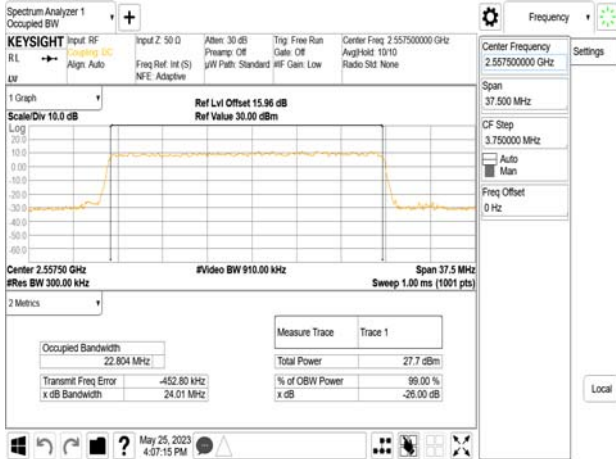 Spectrum Analyzer 1
Occupied BW
Frequency
KEYSIGHT
RL
Input: RF
Coupling: DC
Align: Auto
Input Z: 50 Ω
Freq Ref: Int (S)
NFE: Adaptive
Atten: 30 dB
Preamp: Off
µW Path: Standard
Trig: Free Run
Gate: Off
#IF Gain: Low
Center Freq: 2.557500000 GHz
Avg|Hold: 10/10
Radio Std: None
Center Frequency
2.557500000 GHz
Settings
Span
37.500 MHz
CF Step
3.750000 MHz
Auto
Man
Freq Offset
0 Hz
Local
1 Graph
Scale/Div 10.0 dB
Ref Lvl Offset 15.96 dB
Ref Value 30.00 dBm
Log
20.0
10.0
0.00
-10.0
-20.0
-30.0
-40.0
-50.0
-60.0
Center 2.55750 GHz
#Video BW 910.00 kHz
Span 37.5 MHz
#Res BW 300.00 kHz
Sweep 1.00 ms (1001 pts)
2 Metrics
Measure Trace
Trace 1
Occupied Bandwidth
22.804 MHz
Total Power
27.7 dBm
Transmit Freq Error
-452.80 kHz
% of OBW Power
99.00 %
x dB Bandwidth
24.01 MHz
x dB
-26.00 dB
?
May 25, 2023
4:07:15 PM